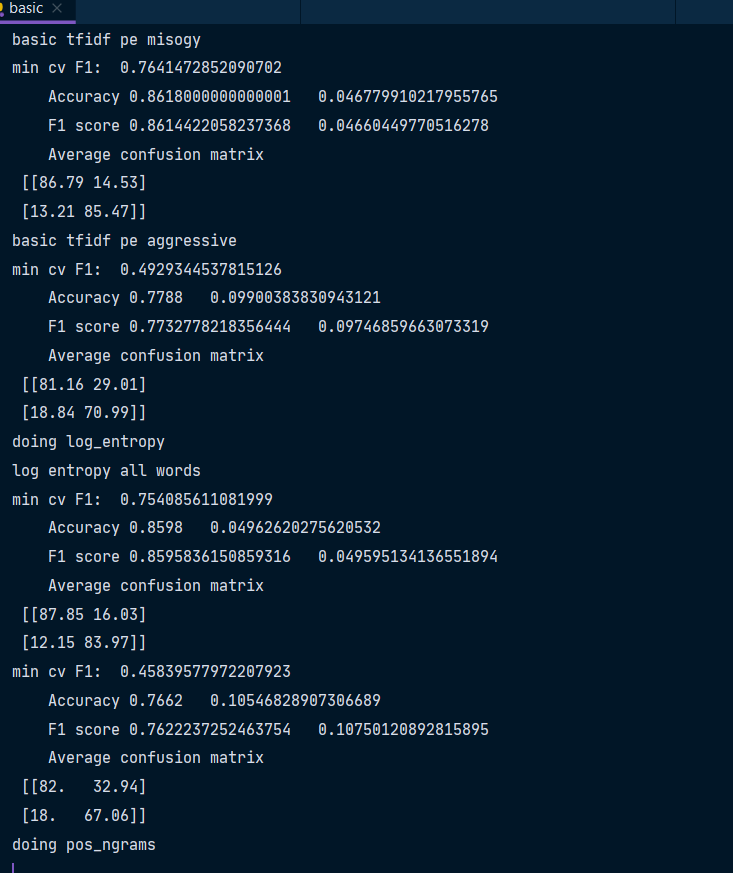 basic
basic tfidf pe misogy
min cv F1:  0.7641472852090702
    Accuracy 0.8618000000000001   0.046779910217955765
    F1 score 0.8614422058237368   0.04660449770516278
    Average confusion matrix
 [[86.79 14.53]
 [13.21 85.47]]
basic tfidf pe aggressive
min cv F1:  0.4929344537815126
    Accuracy 0.7788   0.09900383830943121
    F1 score 0.7732778218356444   0.09746859663073319
    Average confusion matrix
 [[81.16 29.01]
 [18.84 70.99]]
doing log_entropy
log entropy all words
min cv F1:  0.754085611081999
    Accuracy 0.8598   0.04962620275620532
    F1 score 0.8595836150859316   0.049595134136551894
    Average confusion matrix
 [[87.85 16.03]
 [12.15 83.97]]
min cv F1:  0.45839577972207923
    Accuracy 0.7662   0.10546828907306689
    F1 score 0.7622237252463754   0.10750120892815895
    Average confusion matrix
 [[82.   32.94]
 [18.   67.06]]
doing pos_ngrams